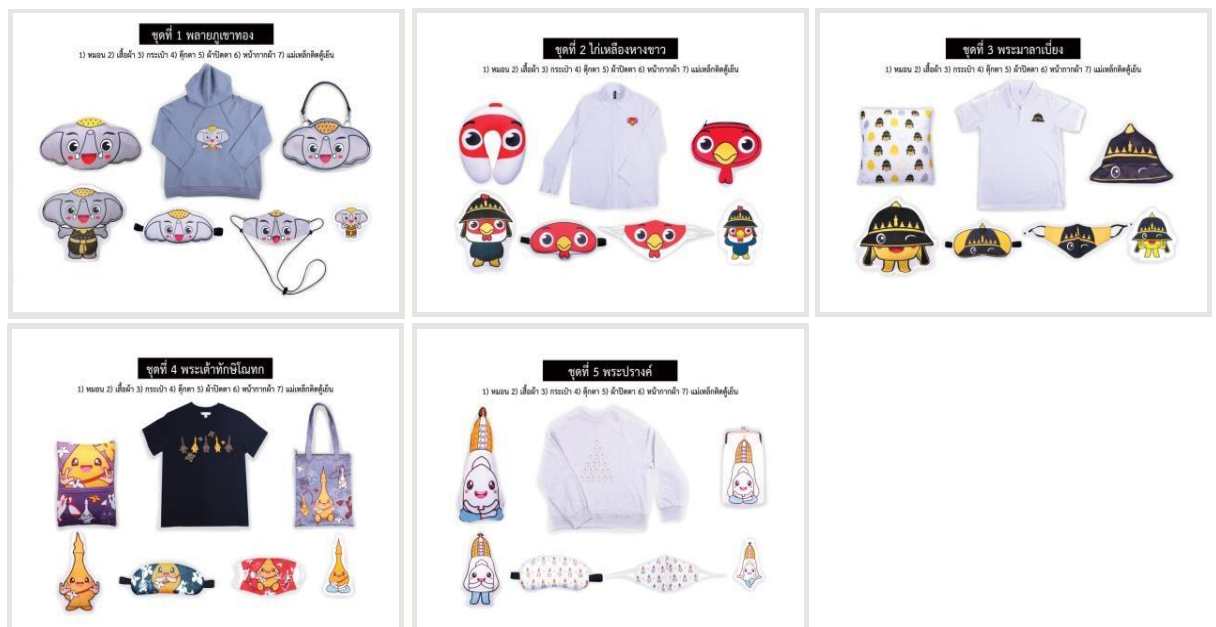 ชุดที่ 1 พลายภูเขาทอง
1) หมอน 2) เสื้อผ้า 3) กระเป๋า 4) ตุ๊กตา 5) ผ้าปิดตา 6) หน้ากากผ้า 7) แม่เหล็กติดตู้เย็น
ชุดที่ 2 ไก่เหลืองหางขาว
1) หมอน 2) เสื้อผ้า 3) กระเป๋า 4) ตุ๊กตา 5) ผ้าปิดตา 6) หน้ากากผ้า 7) แม่เหล็กติดตู้เย็น
ชุดที่ 3 พระมาลาเบี่ยง
1) หมอน 2) เสื้อผ้า 3) กระเป๋า 4) ตุ๊กตา 5) ผ้าปิดตา 6) หน้ากากผ้า 7) แม่เหล็กติดตู้เย็น
ชุดที่ 4 พระเต้าทักษิโณทก
1) หมอน 2) เสื้อผ้า 3) กระเป๋า 4) ตุ๊กตา 5) ผ้าปิดตา 6) หน้ากากผ้า 7) แม่เหล็กติดตู้เย็น
ชุดที่ 5 พระปรางค์
1) หมอน 2) เสื้อผ้า 3) กระเป๋า 4) ตุ๊กตา 5) ผ้าปิดตา 6) หน้ากากผ้า 7) แม่เหล็กติดตู้เย็น